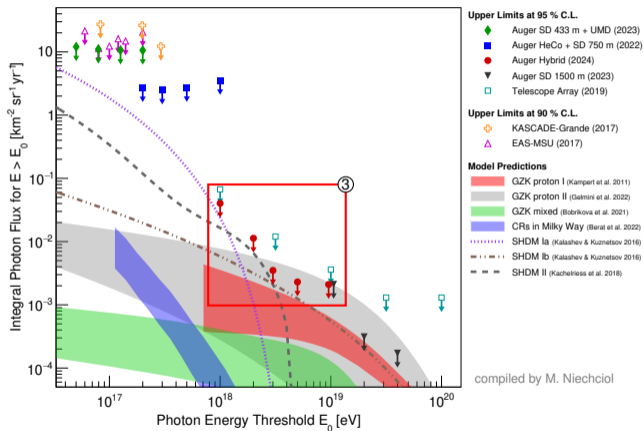 Integral Photon Flux for E > E₀ [km⁻² sr⁻¹ yr⁻¹]
10
1
10⁻¹
10⁻²
10⁻³
10⁻⁴
3
10¹⁷
10¹⁸
10¹⁹
10²⁰
Photon Energy Threshold E₀ [eV]
Upper Limits at 95 % C.L.
Auger SD 433 m + UMD (2023)
Auger HeCo + SD 750 m (2022)
Auger Hybrid (2024)
Auger SD 1500 m (2023)
Telescope Array (2019)
Upper Limits at 90 % C.L.
KASCADE-Grande (2017)
EAS-MSU (2017)
Model Predictions
GZK proton I (Kampert et al. 2011)
GZK proton II (Gelmini et al. 2022)
GZK mixed (Bobrikova et al. 2021)
CRs in Milky Way (Berat et al. 2022)
SHDM Ia (Kalashev & Kuznetsov 2016)
SHDM Ib (Kalashev & Kuznetsov 2016)
SHDM II (Kachelriess et al. 2018)
compiled by M. Niechciol